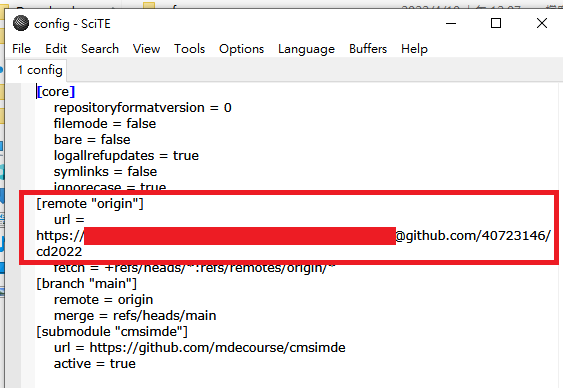 config - SciTE
File Edit Search View Tools Options Language Buffers Help
1 config
[core]
repositoryformatversion = 0
filemode = false
bare = false
logallrefupdates = true
symlinks = false
ignorecase = true
[remote "origin"]
url =
https://@github.com/40723146/
cd2022
fetch = +refs/heads/*:refs/remotes/origin/*
[branch "main"]
remote = origin
merge = refs/heads/main
[submodule "cmsimde"]
url = https://github.com/mdecourse/cmsimde
active = true